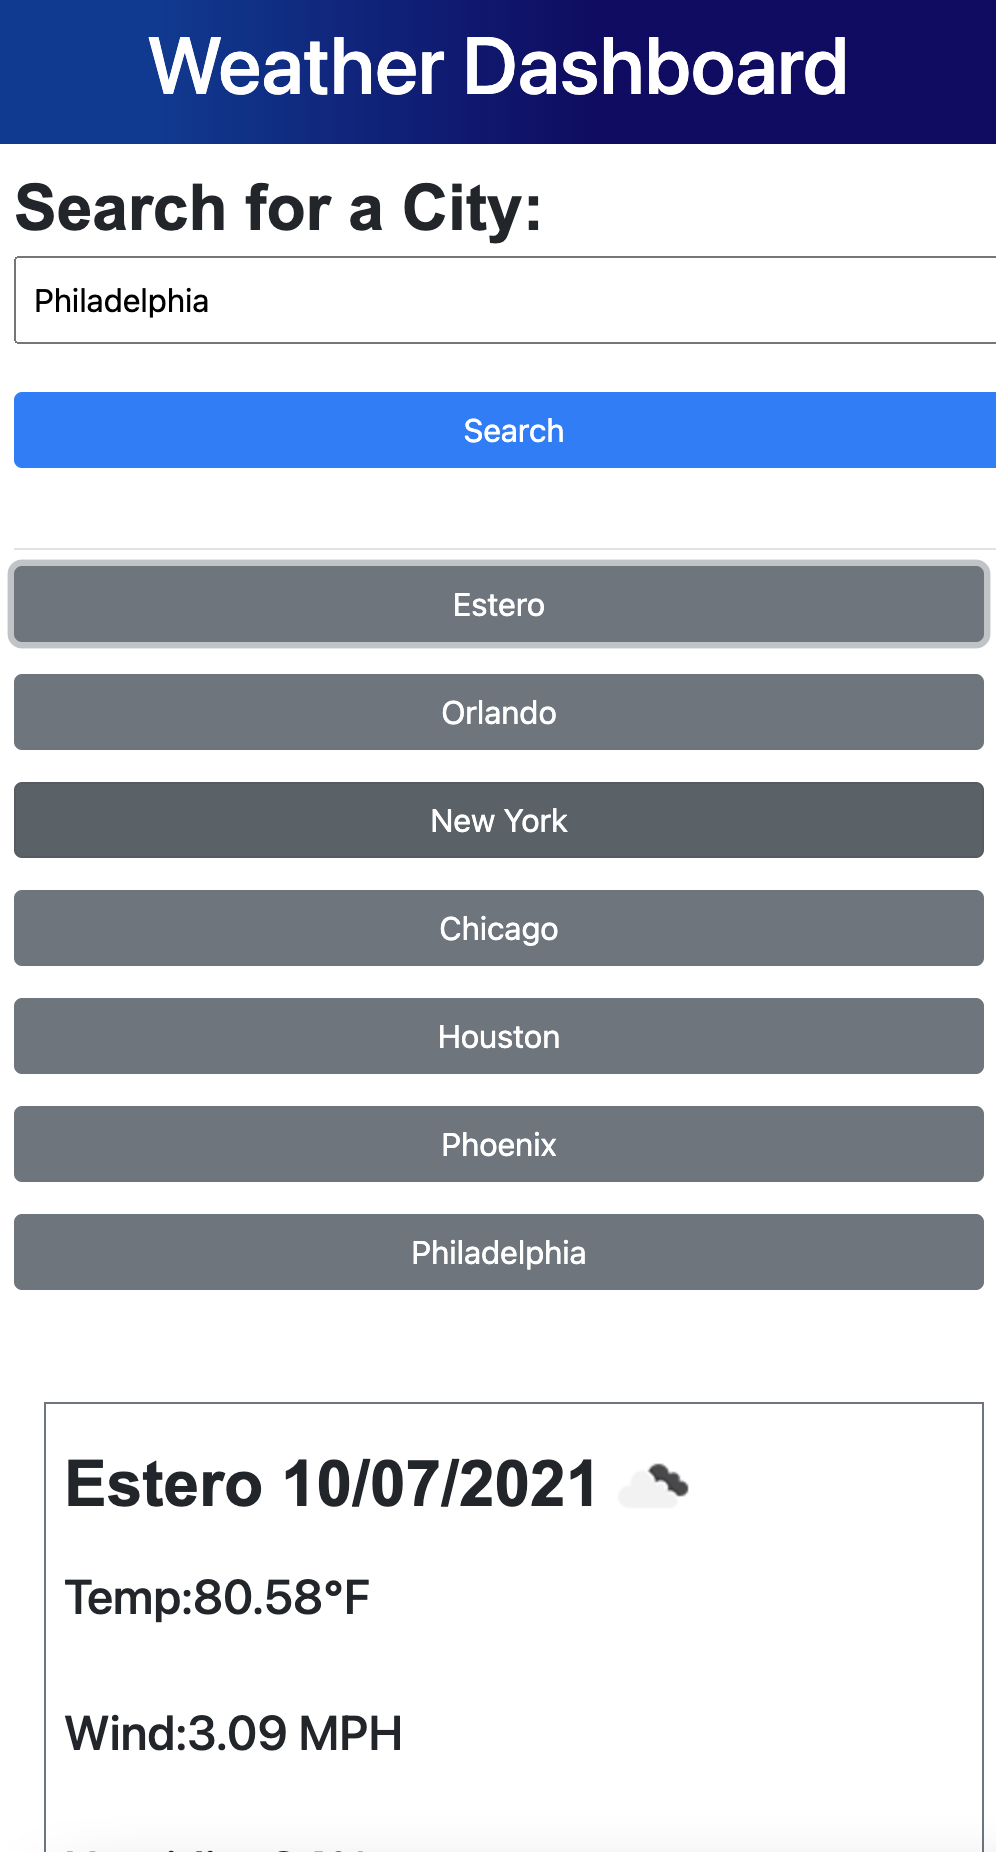 Weather Dashboard
Search for a City:
Philadelphia
Search
Estero
Orlando
New York
Chicago
Houston
Phoenix
Philadelphia
Estero 10/07/2021
Temp:80.58°F
Wind:3.09 MPH